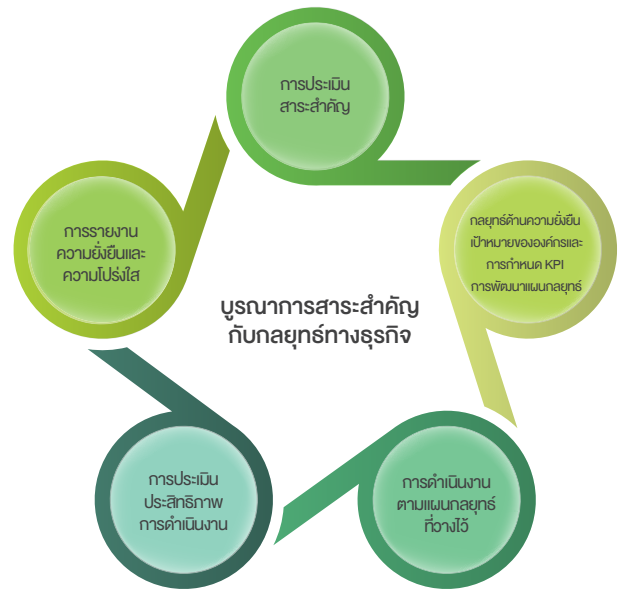 การประเมิน
สาระสำคัญ
กลยุทธ์ด้านความยั่งยืน
เป้าหมายขององค์กรและ
การกำหนด KPI
การพัฒนาแผนกลยุทธ์
การดำเนินงาน
ตามแผนกลยุทธ์
ที่วางไว้
การประเมิน
ประสิทธิภาพ
การดำเนินงาน
การรายงาน
ความยั่งยืนและ
ความโปร่งใส
บูรณาการสาระสำคัญ
กับกลยุทธ์ทางธุรกิจ